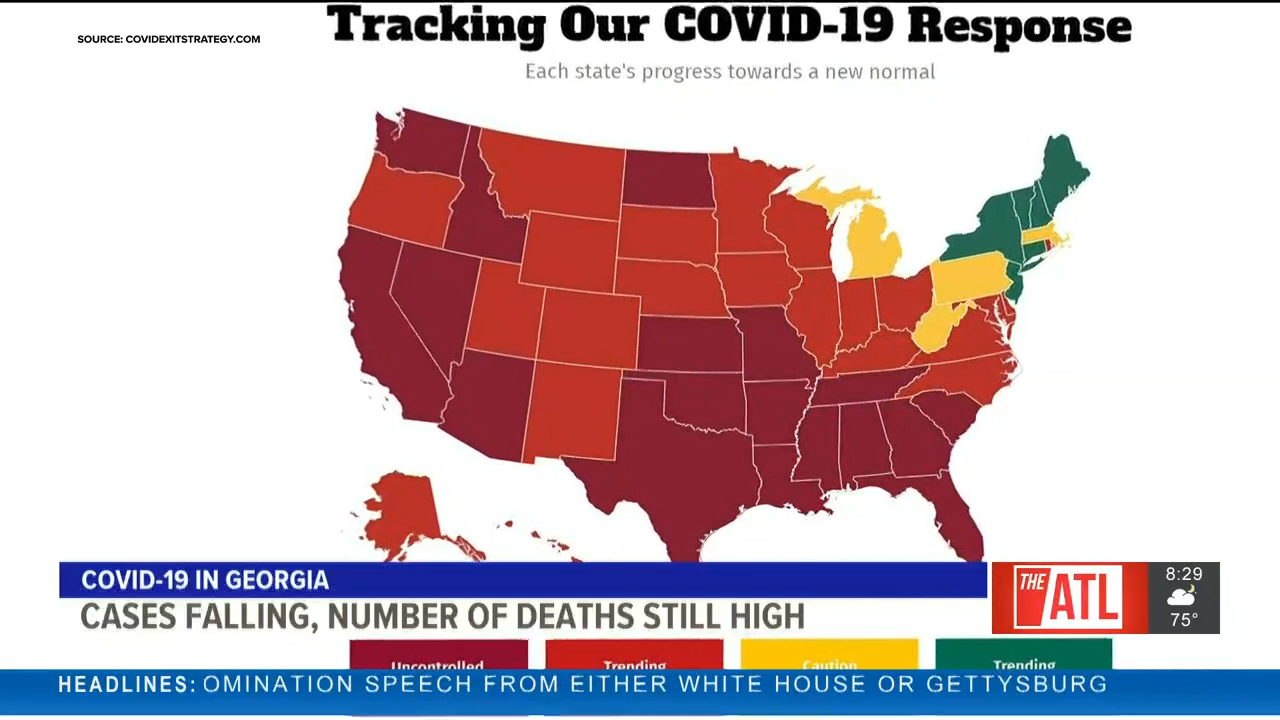 SOURCE: COVIDEXITSTRATEGY.COM
Tracking Our COVID-19 Response
Each state's progress towards a new normal
COVID-19 IN GEORGIA
CASES FALLING, NUMBER OF DEATHS STILL HIGH
THE ATL
8:29
75°
Uncontrolled
Trending
Caution
Trending
HEADLINES: OMINATION SPEECH FROM EITHER WHITE HOUSE OR GETTYSBURG